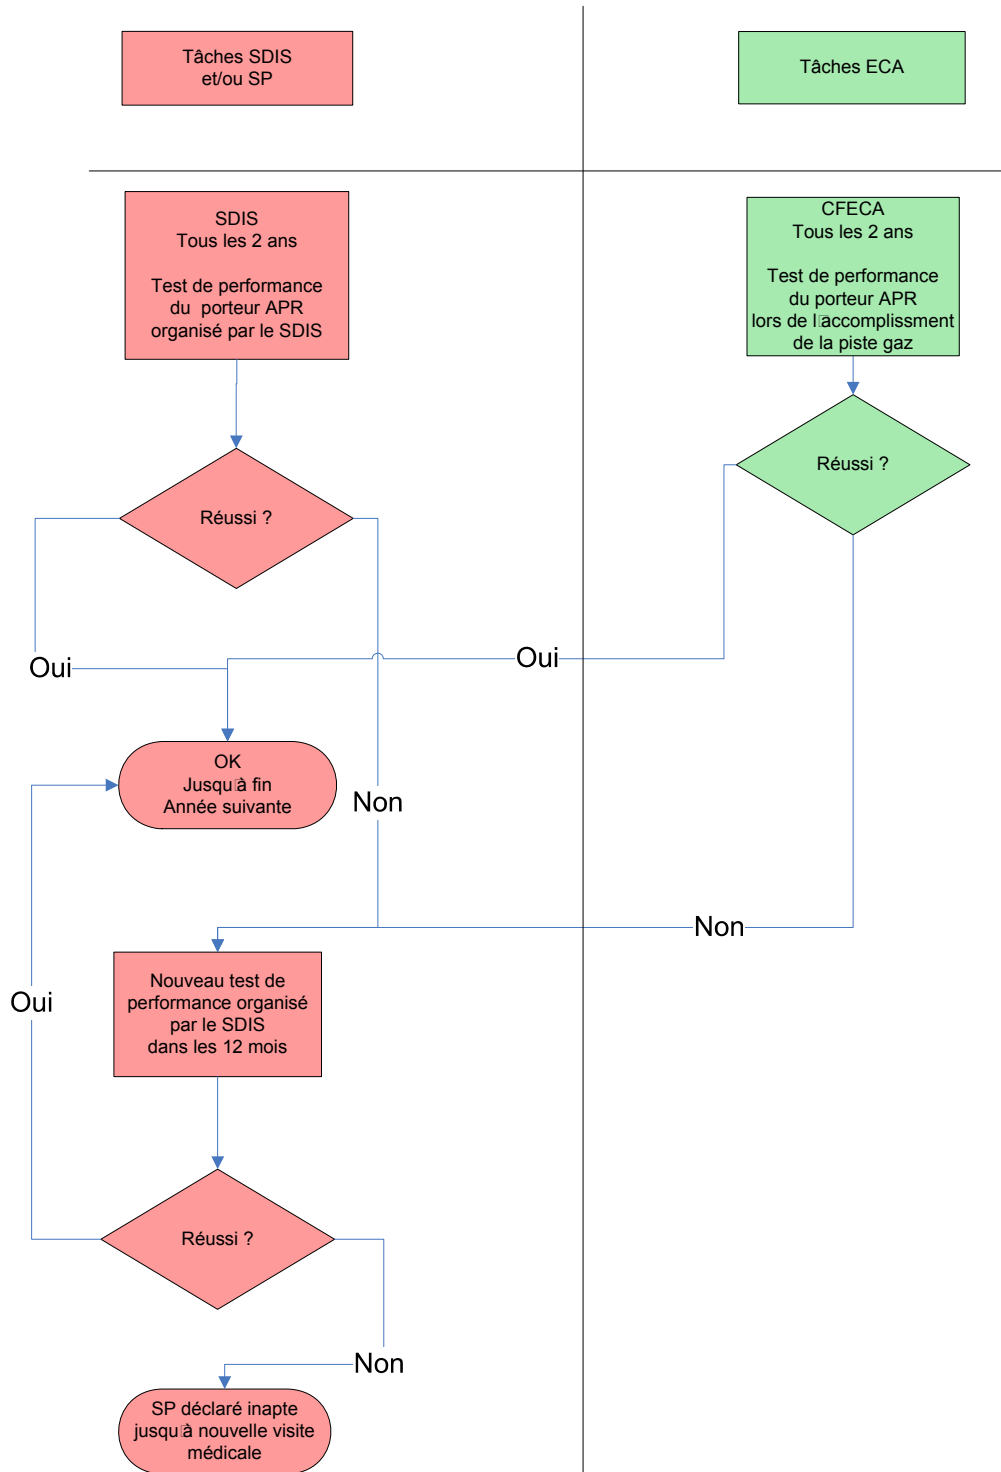 Tâches SDIS
et/ou SP
Tâches ECA
SDIS
Tous les 2 ans
Test de performance
du porteur APR
organisé par le SDIS
CFECA
Tous les 2 ans
Test de performance
du porteur APR
lors de l□accomplissment
de la piste gaz
Réussi ?
Réussi ?
Oui
Oui
OK
Jusqu□à fin
Année suivante
Non
Non
Nouveau test de
performance organisé
par le SDIS
dans les 12 mois
Oui
Réussi ?
Non
SP déclaré inapte
jusqu□à nouvelle visite
médicale